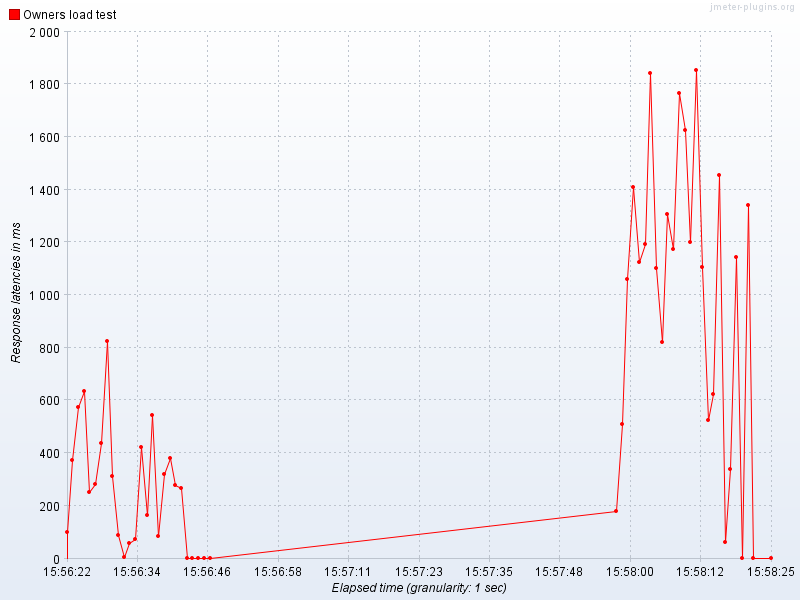 jmeter-plugins.org
Owners load test
2 000
1 800
1 600
1 400
1 200
1 000
800
600
400
200
0
Response latencies in ms
15:56:22 15:56:34 15:56:46 15:56:58 15:57:11 15:57:23 15:57:35 15:57:48 15:58:00 15:58:12 15:58:25
Elapsed time (granularity: 1 sec)